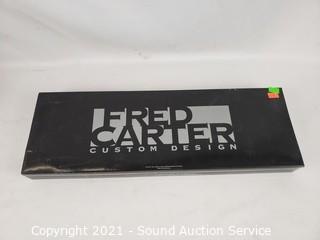 FRED
CARTER
CUSTOM DESIGN
Copyright 2021 - Sound Auction Service